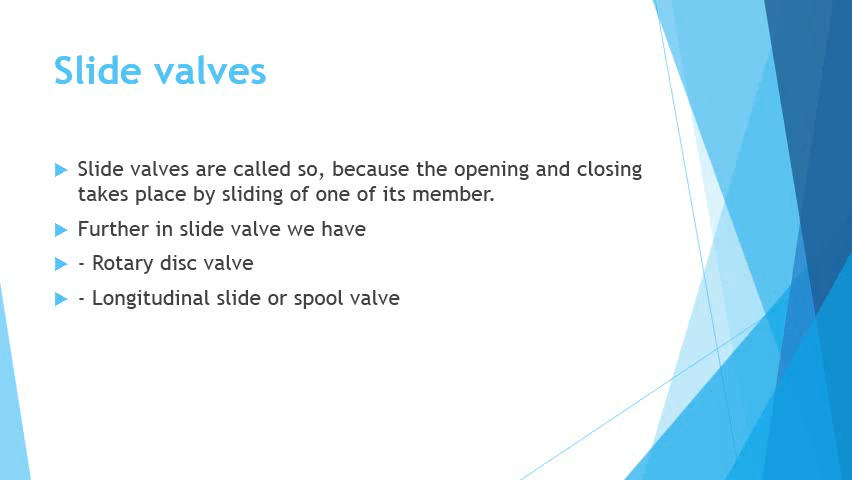 Slide valves
Slide valves are called so, because the opening and closing
takes place by sliding of one of its member.
Further in slide valve we have
- Rotary disc valve
- Longitudinal slide or spool valve